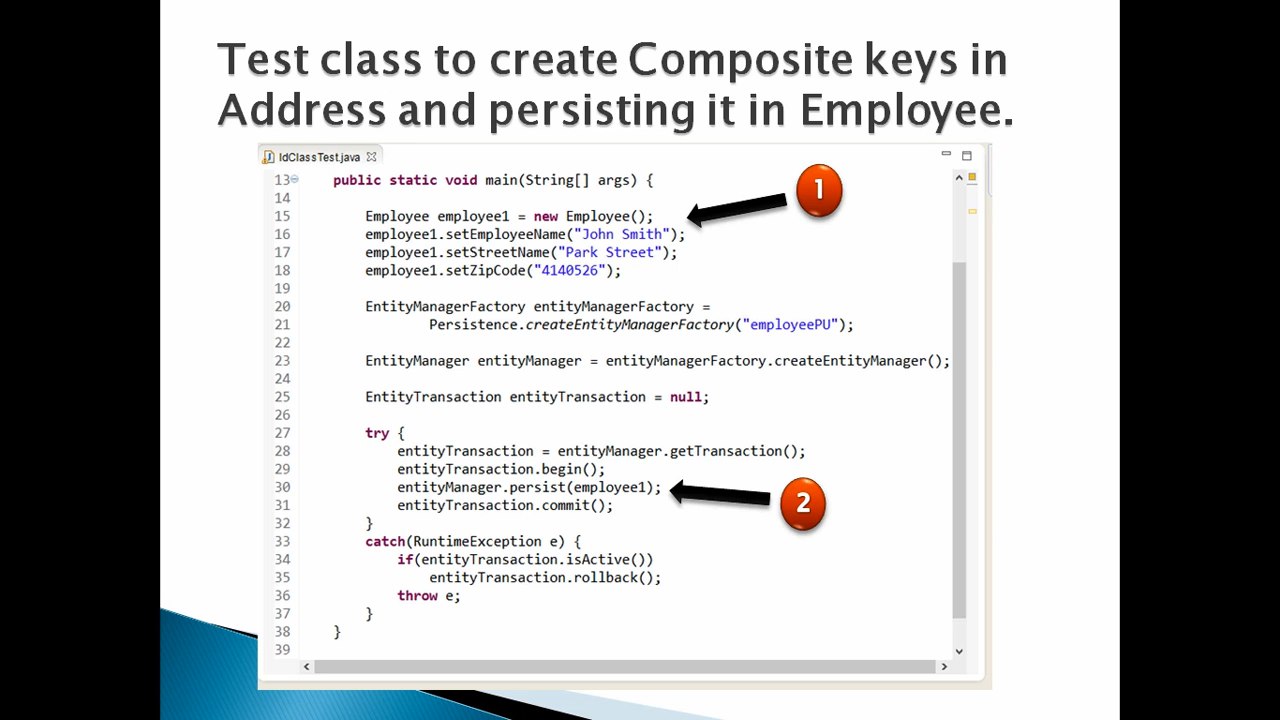 Test class to create Composite keys in
Address and persisting it in Employee.
IdClassTest.java
13 public static void main(String[] args) {
14
15 Employee employee1 = new Employee();
16 employee1.setEmployeeName("John Smith");
17 employee1.setStreetName("Park Street");
18 employee1.setZipCode("4140526");
19
20 EntityManagerFactory entityManagerFactory =
21 Persistence.createEntityManagerFactory("employeePU");
22
23 EntityManager entityManager = entityManagerFactory.createEntityManager();
24
25 EntityTransaction entityTransaction = null;
26
27 try {
28 entityTransaction = entityManager.getTransaction();
29 entityTransaction.begin();
30 entityManager.persist(employee1);
31 entityTransaction.commit();
32 }
33 catch(RuntimeException e) {
34 if(entityTransaction.isActive())
35 entityTransaction.rollback();
36 throw e;
37 }
38 }
39
1
2